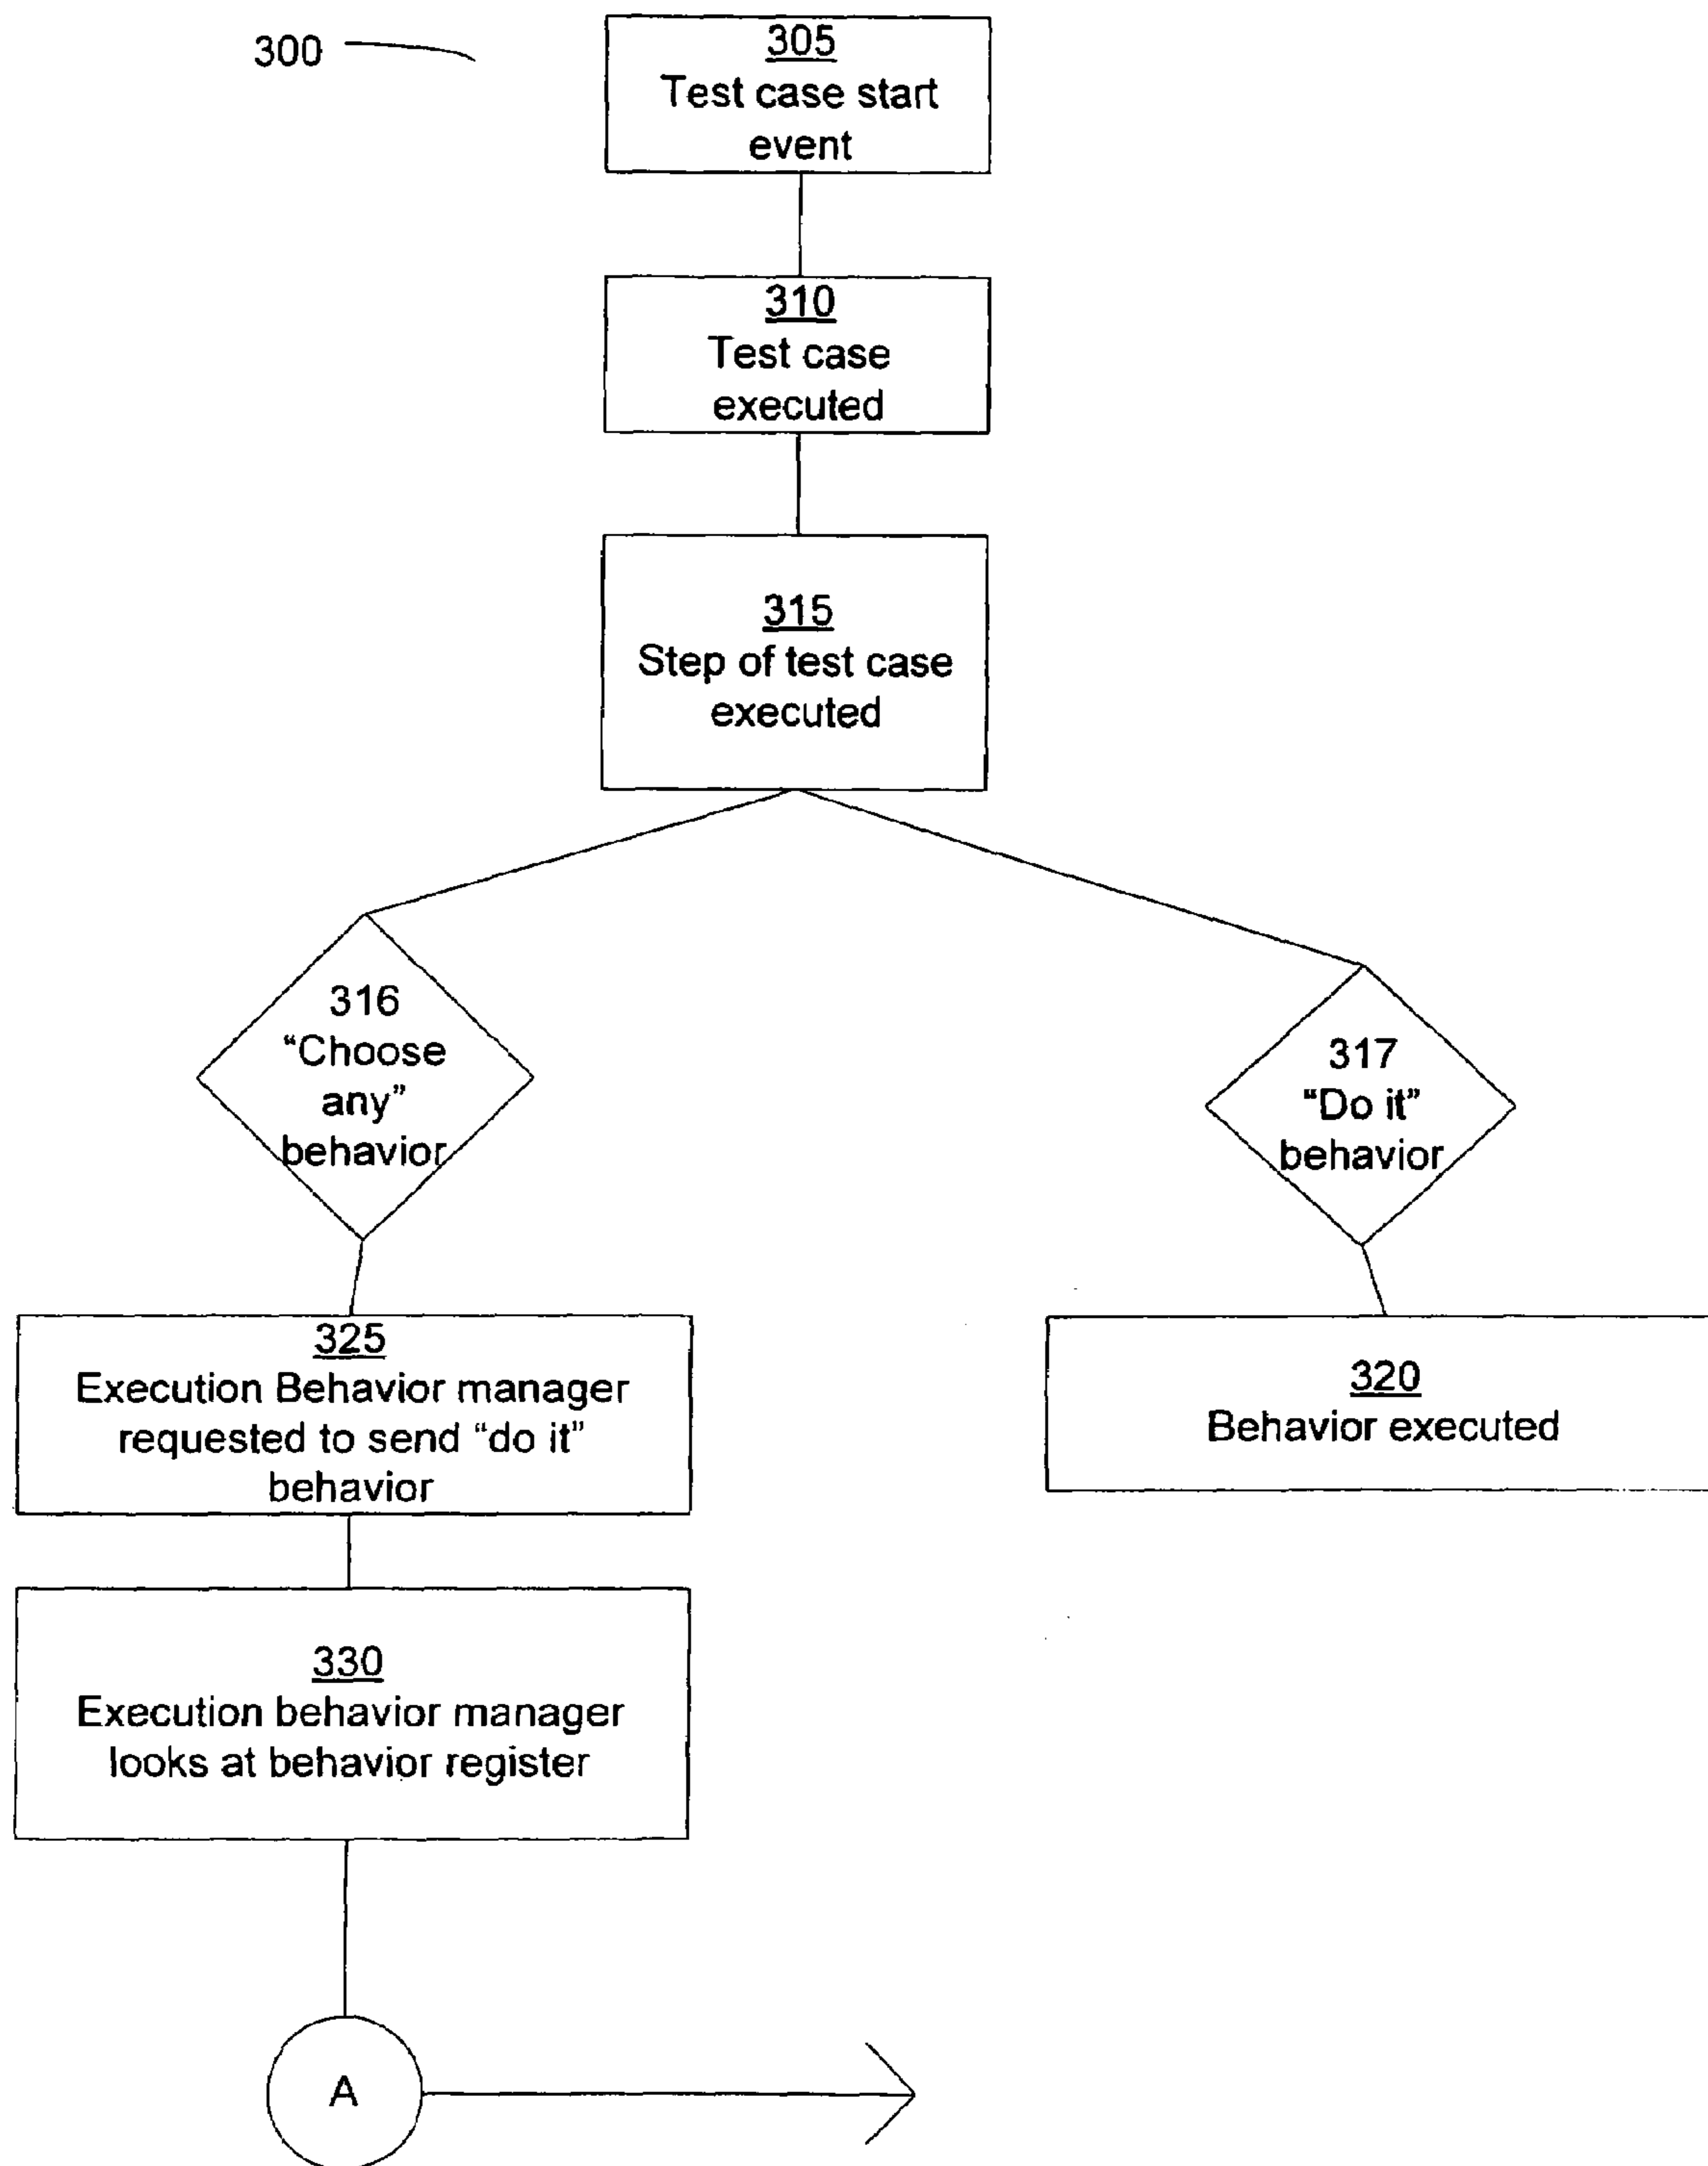 300
305
Test case start
event
310
Test case
executed
315
Step of test case
executed
316
“Choose
any”
behavior
317
“Do it”
behavior
325
Execution Behavior manager
requested to send “do it”
behavior
320
Behavior executed
330
Execution behavior manager
looks at behavior register
A